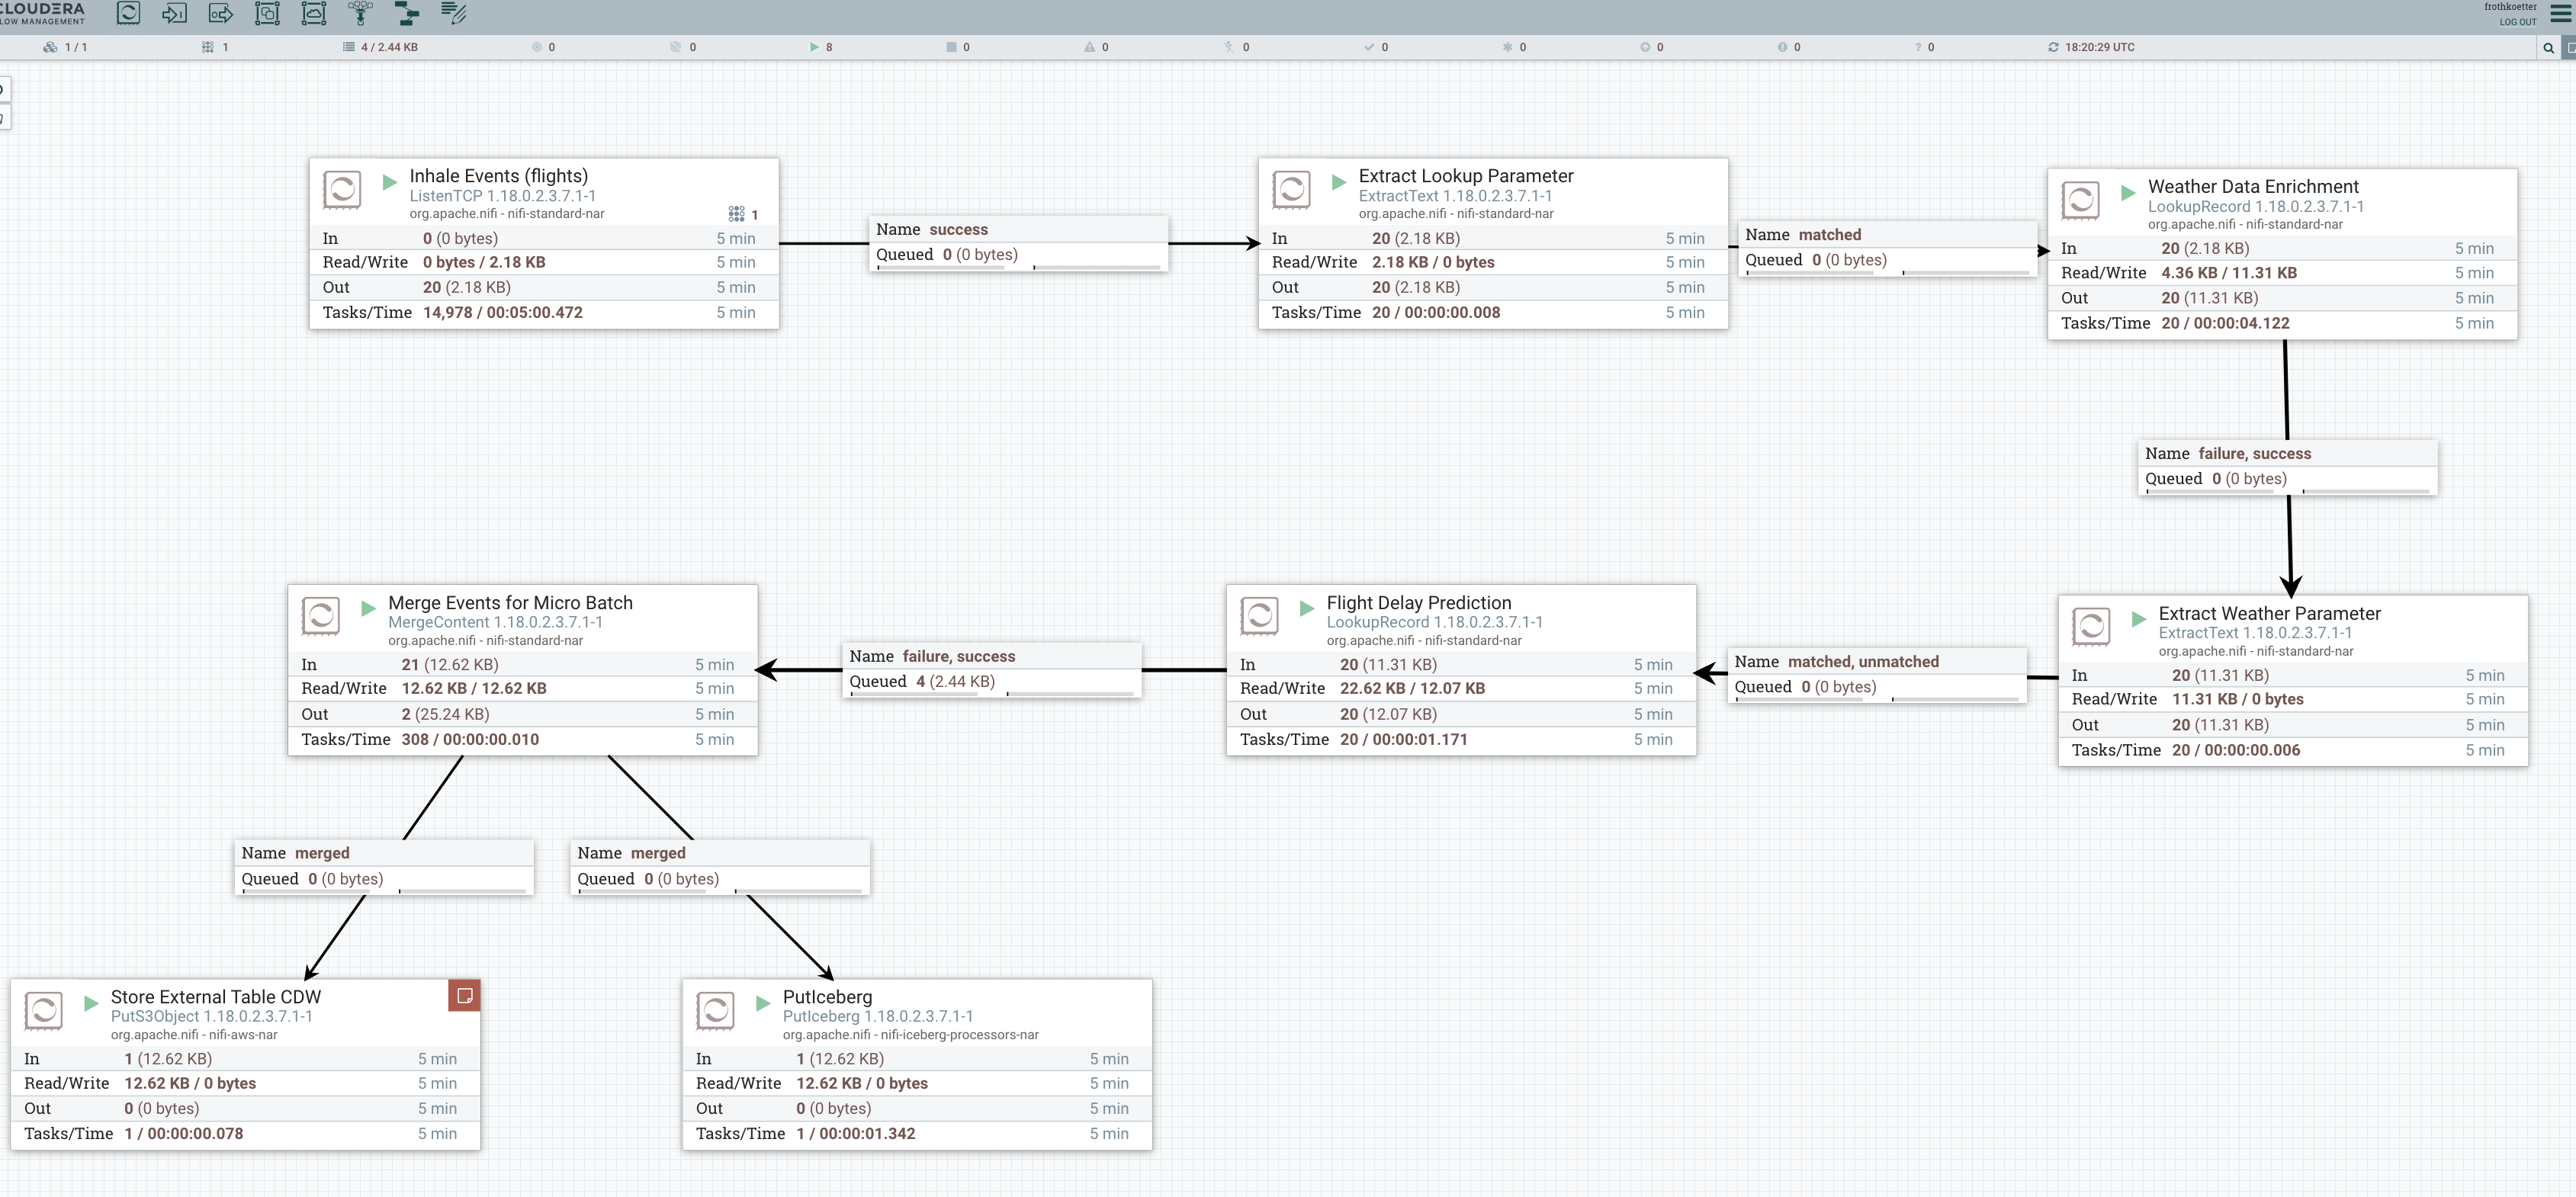 CLOUDERA
LOW MANAGEMENT
frothkoetter
LOG OUT
1 / 1
1
4 / 2.44 KB
0
0
8
0
0
0
0
0
0
0
? 0
18:20:29 UTC
Inhale Events (flights)
ListenTCP 1.18.0.2.3.7.1-1
org.apache.nifi - nifi-standard-nar
1
In 0 (0 bytes) 5 min
Read/Write 0 bytes / 2.18 KB 5 min
Out 20 (2.18 KB) 5 min
Tasks/Time 14,978 / 00:05:00.472 5 min
Name success
Queued 0 (0 bytes)
Extract Lookup Parameter
ExtractText 1.18.0.2.3.7.1-1
org.apache.nifi - nifi-standard-nar
In 20 (2.18 KB) 5 min
Read/Write 2.18 KB / 0 bytes 5 min
Out 20 (2.18 KB) 5 min
Tasks/Time 20 / 00:00:00.008 5 min
Name matched
Queued 0 (0 bytes)
Weather Data Enrichment
LookupRecord 1.18.0.2.3.7.1-1
org.apache.nifi - nifi-standard-nar
In 20 (2.18 KB) 5 min
Read/Write 4.36 KB / 11.31 KB 5 min
Out 20 (11.31 KB) 5 min
Tasks/Time 20 / 00:00:04.122 5 min
Name failure, success
Queued 0 (0 bytes)
Merge Events for Micro Batch
MergeContent 1.18.0.2.3.7.1-1
org.apache.nifi - nifi-standard-nar
In 21 (12.62 KB) 5 min
Read/Write 12.62 KB / 12.62 KB 5 min
Out 2 (25.24 KB) 5 min
Tasks/Time 308 / 00:00:00.010 5 min
Name failure, success
Queued 4 (2.44 KB)
Flight Delay Prediction
LookupRecord 1.18.0.2.3.7.1-1
org.apache.nifi - nifi-standard-nar
In 20 (11.31 KB) 5 min
Read/Write 22.62 KB / 12.07 KB 5 min
Out 20 (12.07 KB) 5 min
Tasks/Time 20 / 00:00:01.171 5 min
Name matched, unmatched
Queued 0 (0 bytes)
Extract Weather Parameter
ExtractText 1.18.0.2.3.7.1-1
org.apache.nifi - nifi-standard-nar
In 20 (11.31 KB) 5 min
Read/Write 11.31 KB / 0 bytes 5 min
Out 20 (11.31 KB) 5 min
Tasks/Time 20 / 00:00:00.006 5 min
Name merged
Queued 0 (0 bytes)
Name merged
Queued 0 (0 bytes)
Store External Table CDW
PutS3Object 1.18.0.2.3.7.1-1
org.apache.nifi - nifi-aws-nar
In 1 (12.62 KB) 5 min
Read/Write 12.62 KB / 0 bytes 5 min
Out 0 (0 bytes) 5 min
Tasks/Time 1 / 00:00:00.078 5 min
PutIceberg
PutIceberg 1.18.0.2.3.7.1-1
org.apache.nifi - nifi-iceberg-processors-nar
In 1 (12.62 KB) 5 min
Read/Write 12.62 KB / 0 bytes 5 min
Out 0 (0 bytes) 5 min
Tasks/Time 1 / 00:00:01.342 5 min